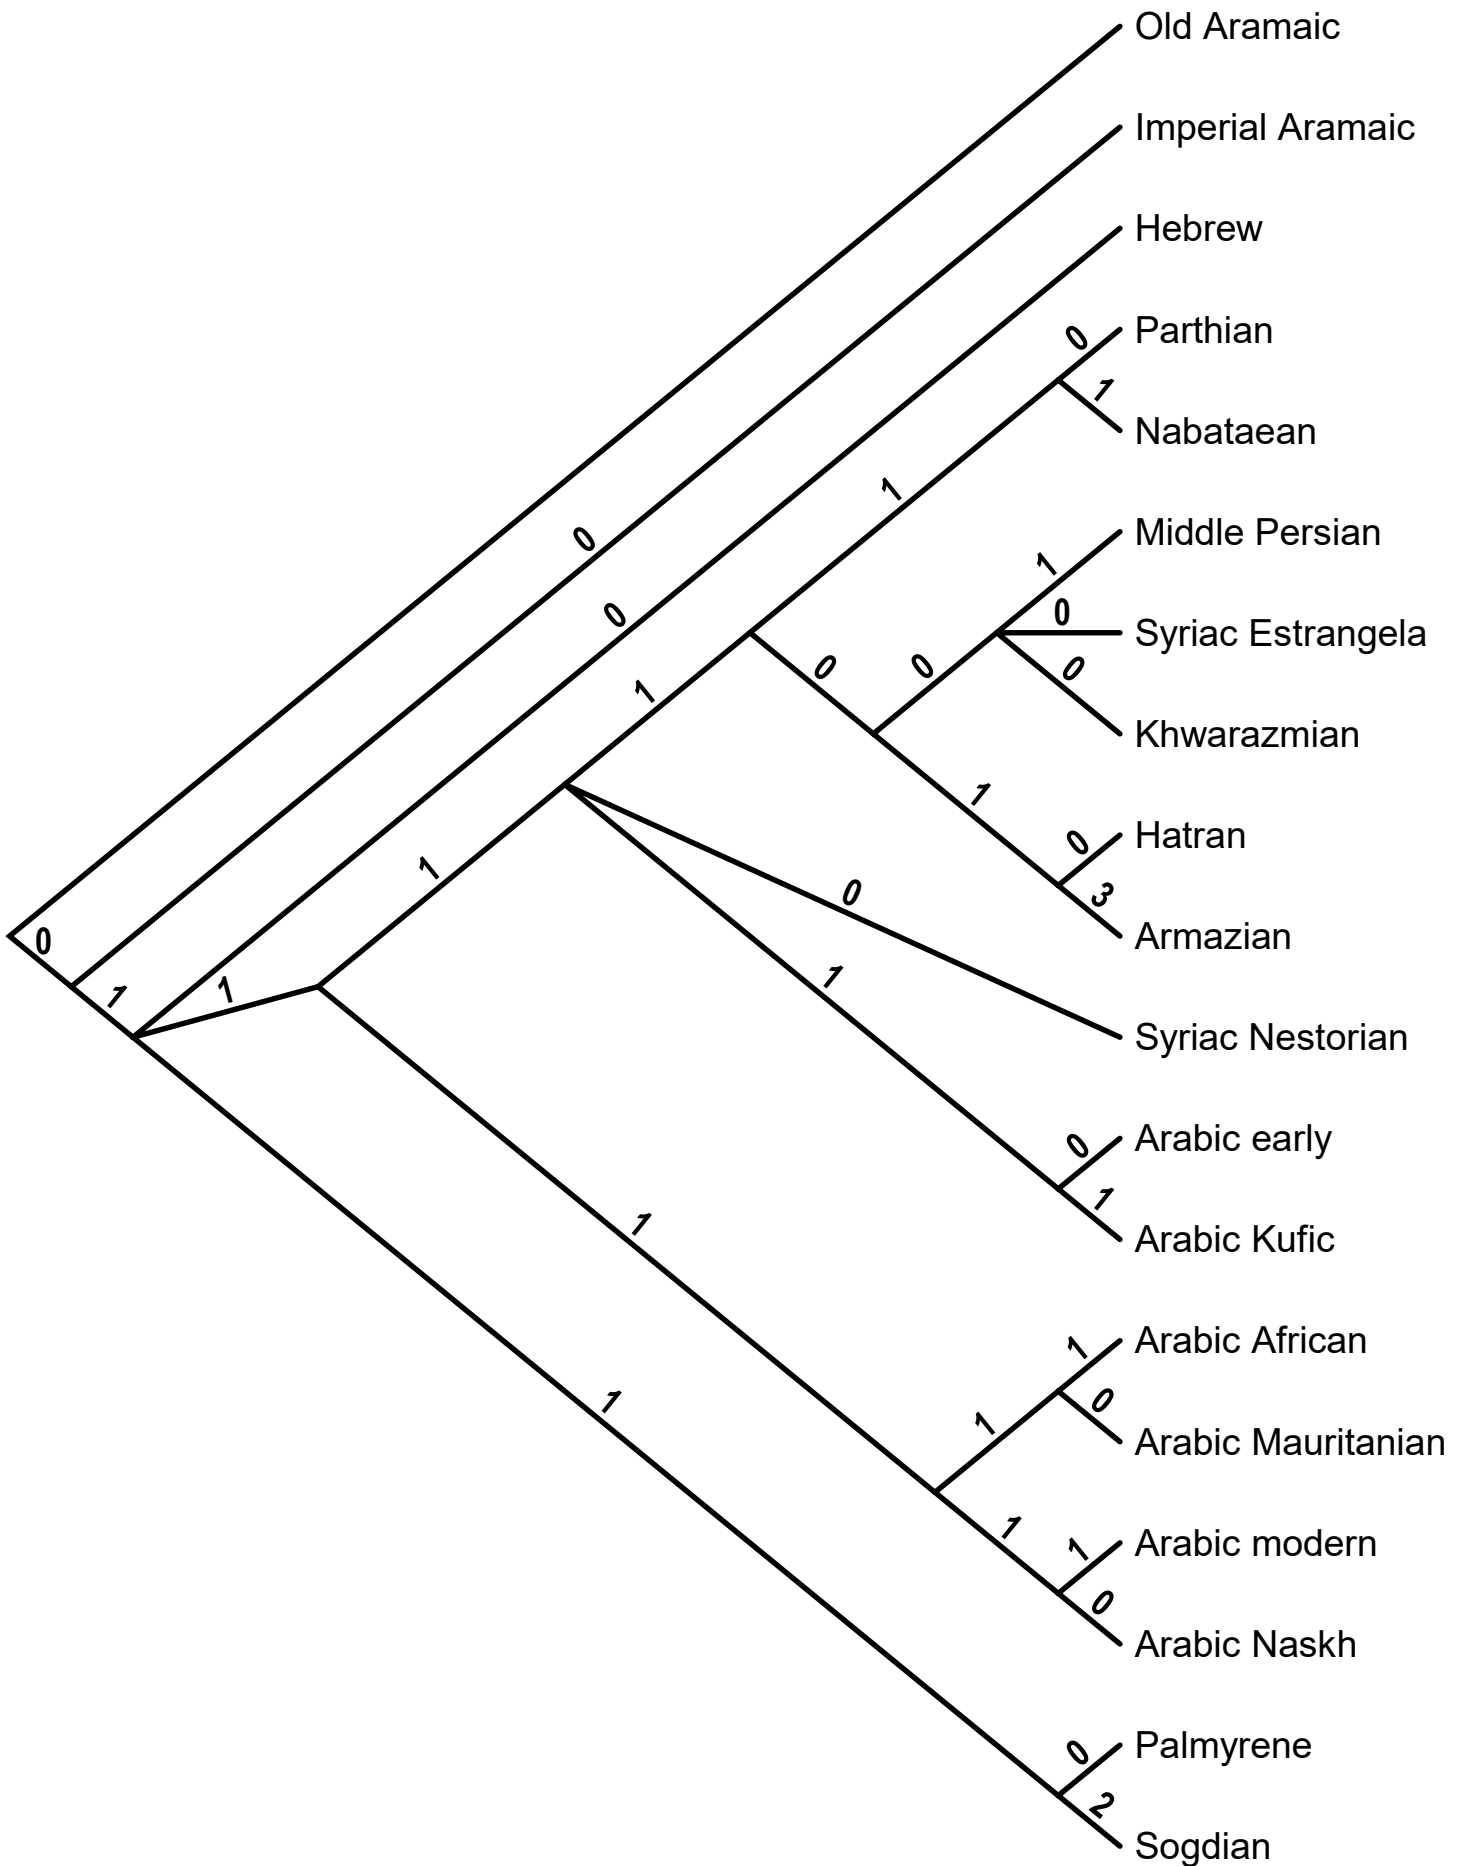 Old Aramaic
Imperial Aramaic
Hebrew
0 Parthian
1
Nabataean
1
Middle Persian
1
0
0
Syriac Estrangela
0
0
0
0
1
Khwarazmian
1
0 Hatran
1
3
0
Armazian
0
1
1
1
Syriac Nestorian
0 Arabic early
1
1
Arabic Kufic
1 Arabic African
1
0
1
Arabic Mauritanian
1
1 Arabic modern
0
Arabic Naskh
0 Palmyrene
2
Sogdian